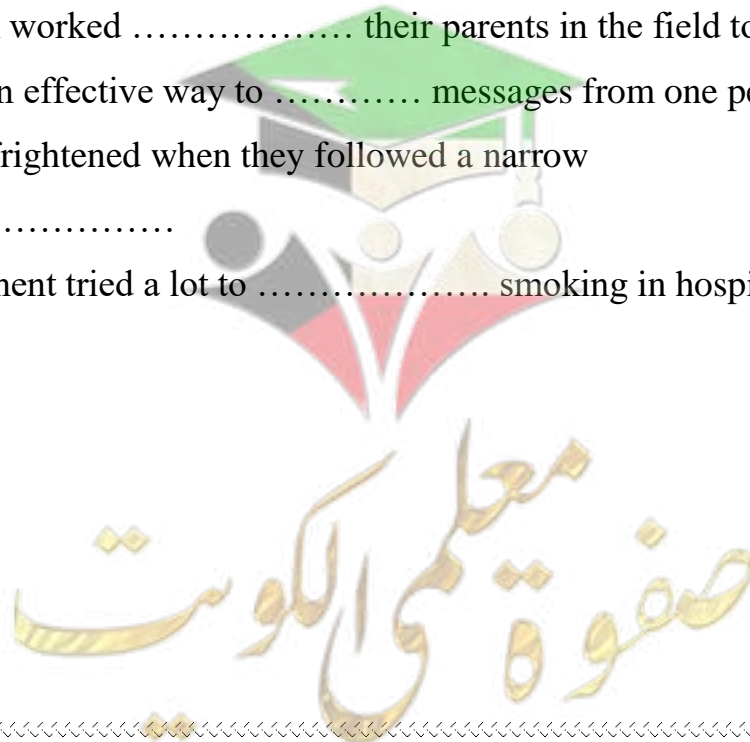 worked ……………… their parents in the field to
n effective way to ………… messages from one pe
frightened when they followed a narrow
……………
nent tried a lot to ………………. smoking in hospi
صفوة معلمي الكويت